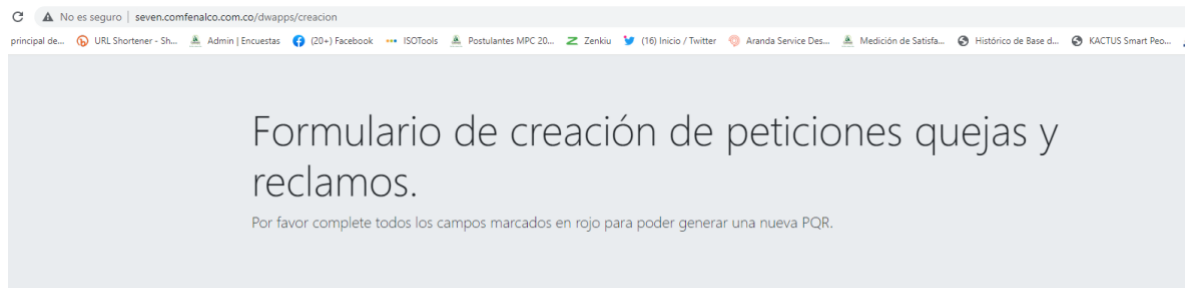 No es seguro | seven.comfenalco.com.co/dwapps/creacion
principal de... URL Shortener - Sh... Admin | Encuestas (20+) Facebook ISOTools Postulantes MPC 20... Zenkiu (16) Inicio / Twitter Aranda Service Des... Medición de Satisfa... Histórico de Base d... KACTUS Smart Peo...
Formulario de creación de peticiones quejas y
reclamos.
Por favor complete todos los campos marcados en rojo para poder generar una nueva PQR.